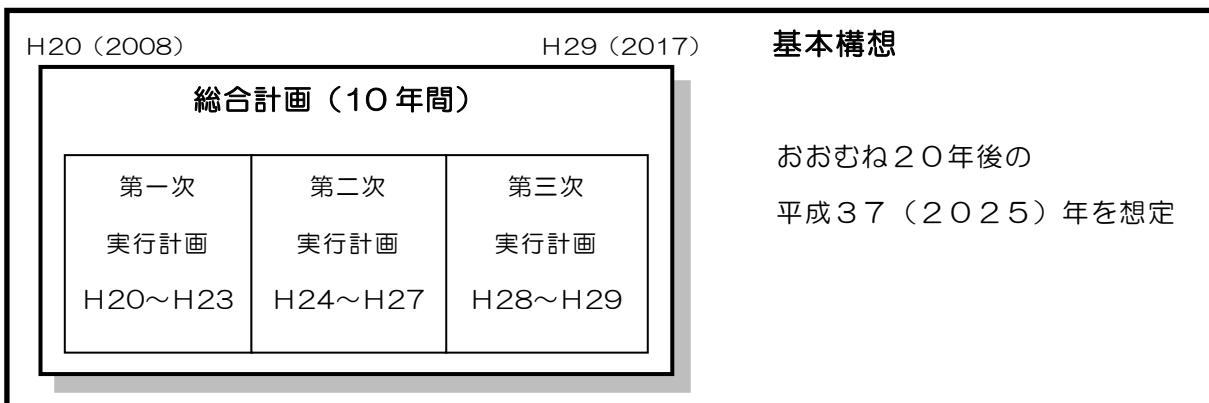 H20（2008）
H29（2017）
総合計画（10年間）
第一次
実行計画
H20～H23
第二次
実行計画
H24～H27
第三次
実行計画
H28～H29
基本構想
おおむね２０年後の
平成３７（２０２５）年を想定